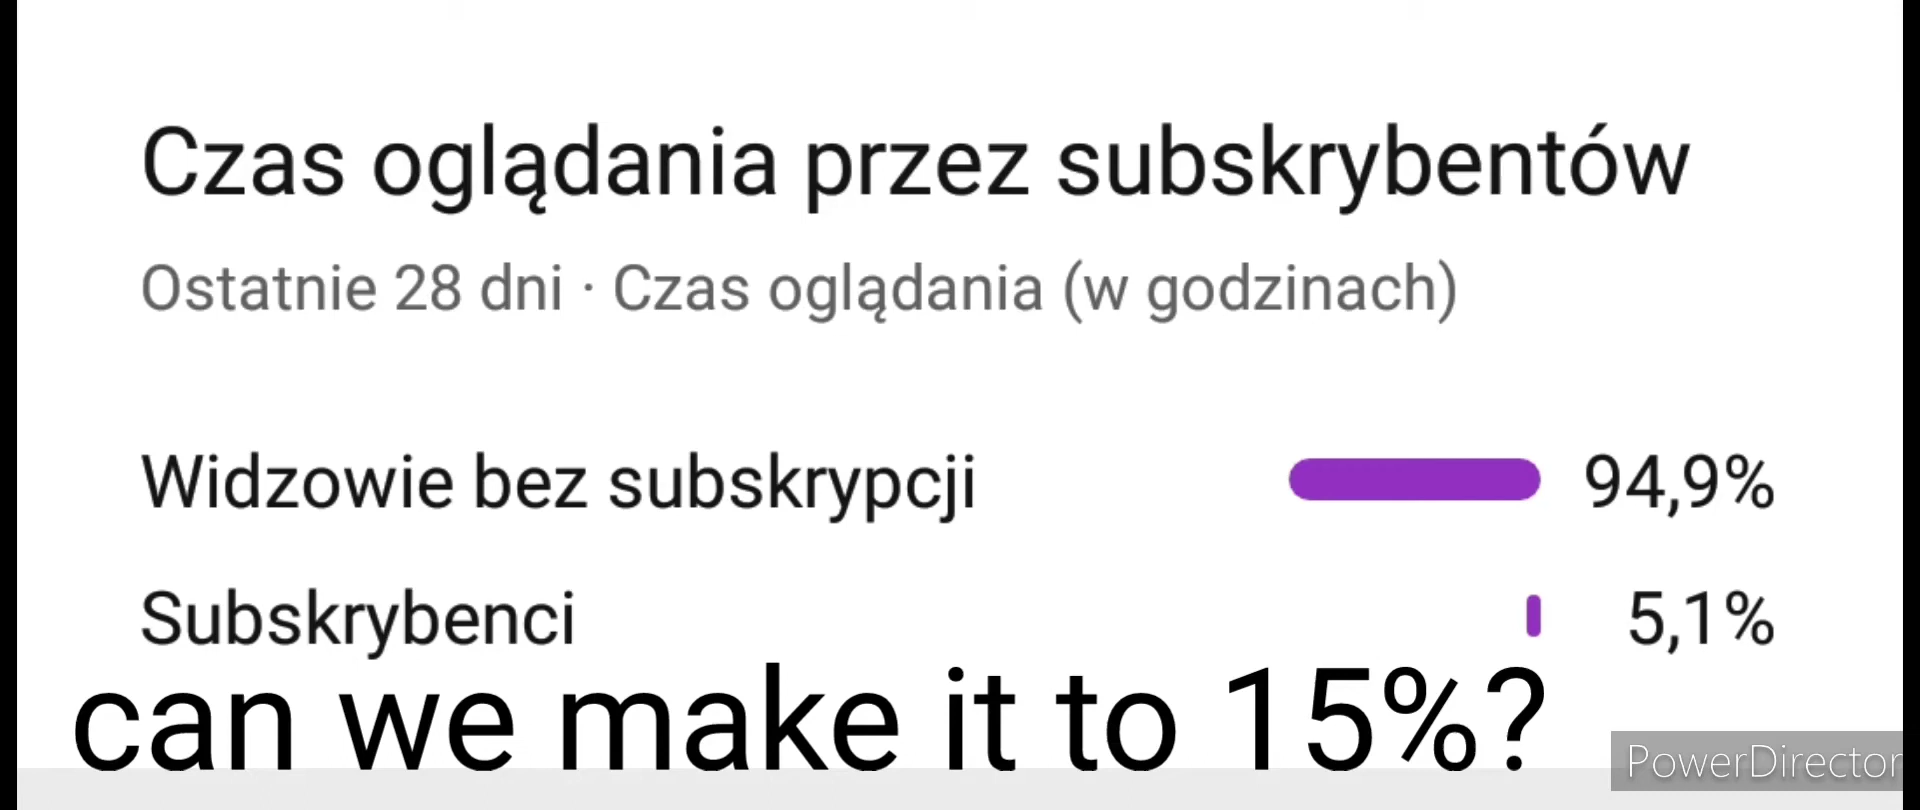 Czas oglądania przez subskrybentów
Ostatnie 28 dni · Czas oglądania (w godzinach)
Widzowie bez subskrypcji 94,9%
Subskrybenci 5,1%
can we make it to 15%?
PowerDirector